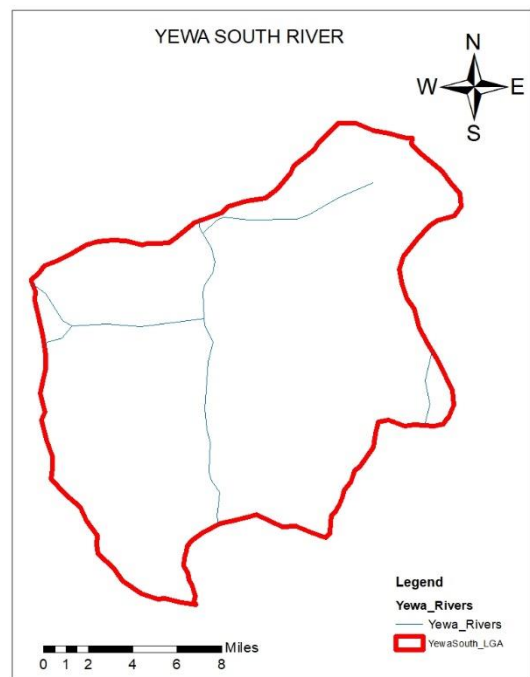 YEWA SOUTH RIVER
N
W E
S
Legend
Yewa_Rivers
Yewa_Rivers
YewaSouth_LGA
Miles
0 1 2 4 6 8